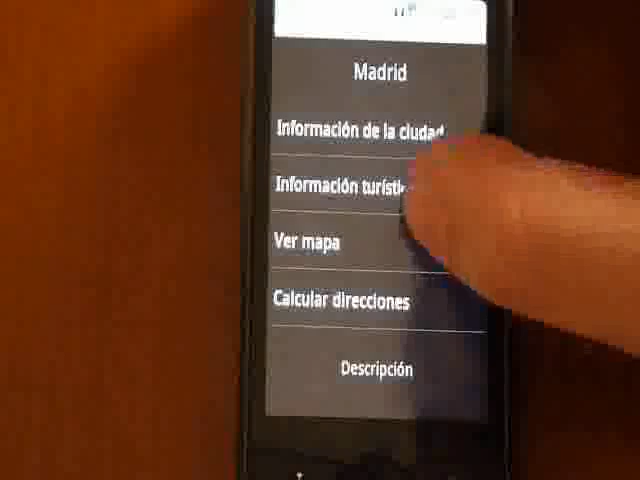 Madrid
Información de la ciudad
Información
Ver mapa
Calcular direcciones
Descripción